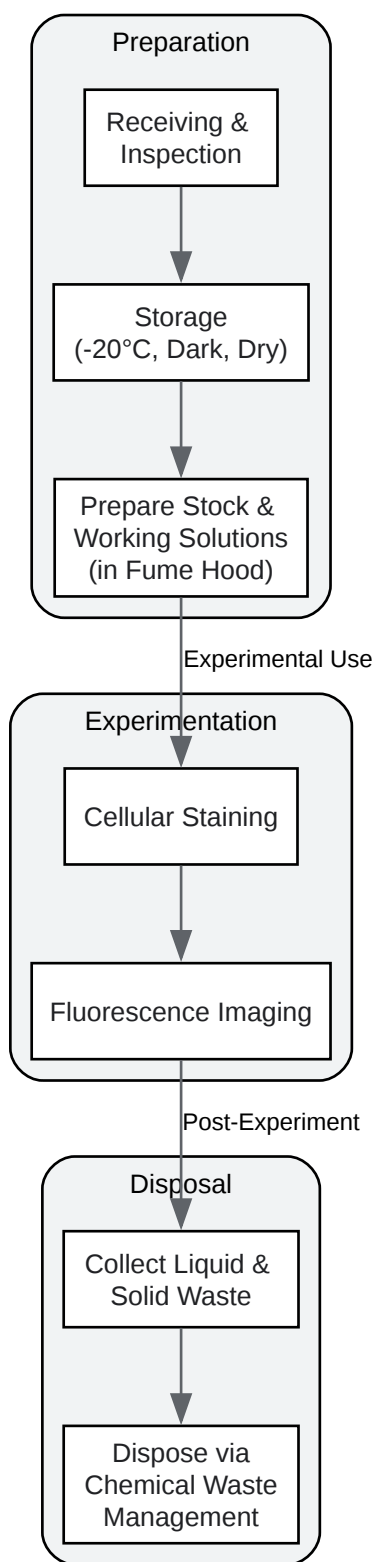 Preparation
Receiving &
Inspection
Storage
(-20°C, Dark, Dry)
Prepare Stock &
Working Solutions
(in Fume Hood)
Experimental Use
Experimentation
Cellular Staining
Fluorescence Imaging
Post-Experiment
Disposal
Collect Liquid &
Solid Waste
Dispose via
Chemical Waste
Management